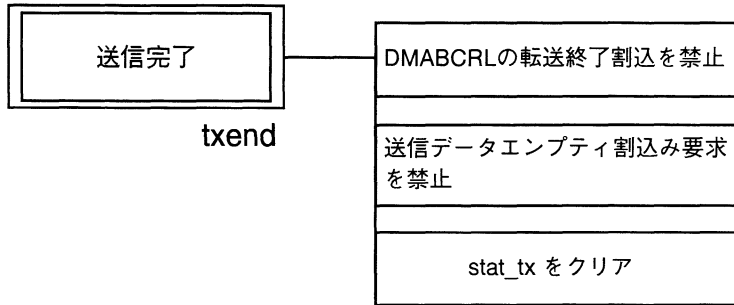 送信完了
txend
DMABCRLの転送終了割込を禁止
送信データエンプティ割込み要求
を禁止
stat_tx をクリア